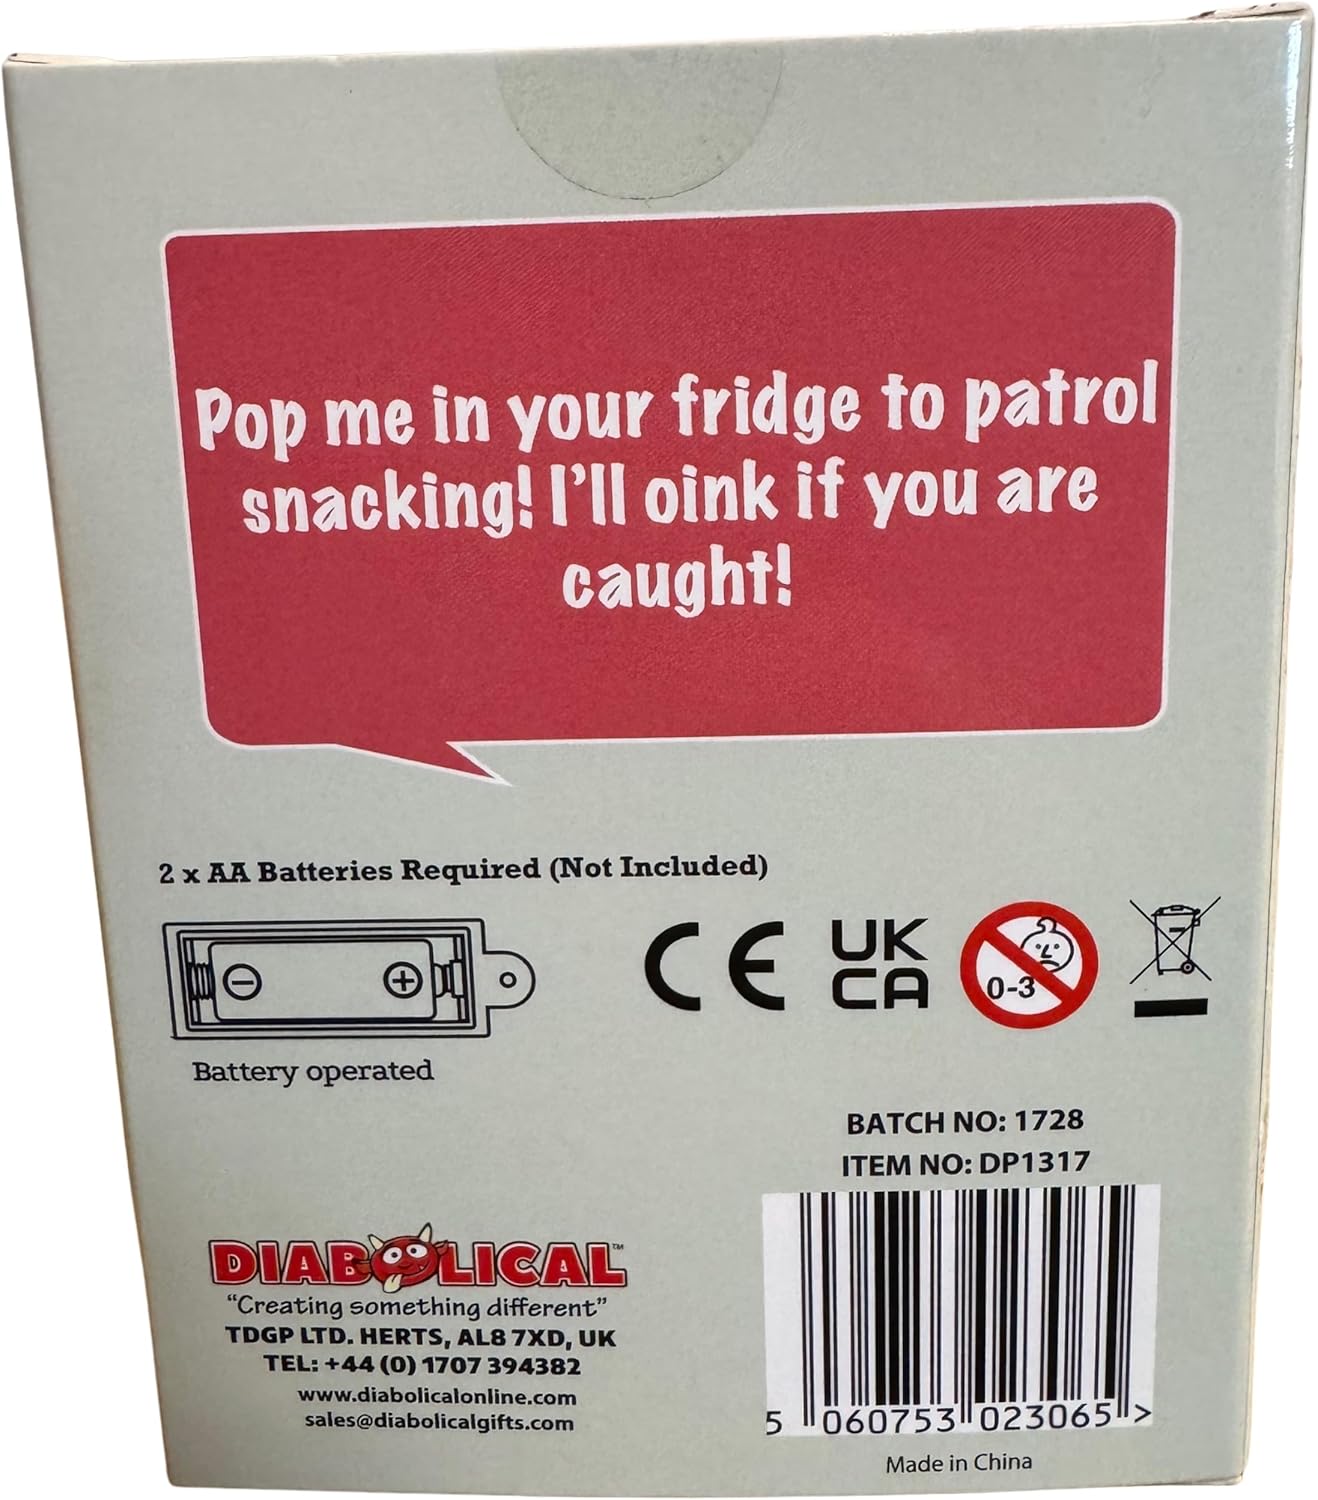 Pop me in your fridge to patrol
snacking! I'll oink if you are
caught!
2 x AA Batteries Required (Not Included)
Battery operated
CE
UK
CA
0-3
BATCH NO: 1728
ITEM NO: DP1317
DIABOLICAL™
"Creating something different"
TDGP LTD. HERTS, AL8 7XD, UK
TEL: +44 (0) 1707 394382
www.diabolicalonline.com
sales@diabolicalgifts.com
5 060753 023065 >
Made in China